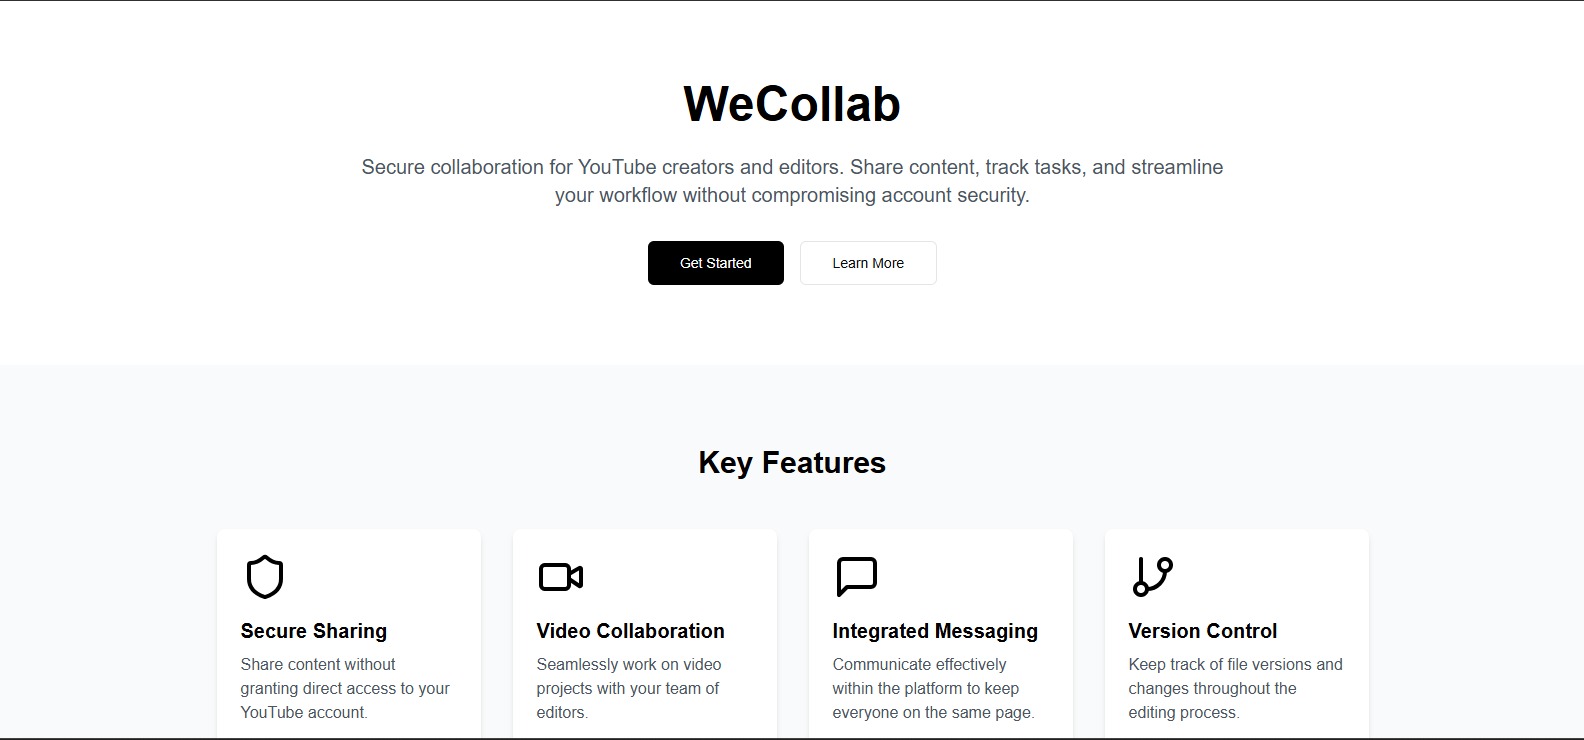 WeCollab
Secure collaboration for YouTube creators and editors. Share content, track tasks, and streamline
your workflow without compromising account security.
Get Started
Learn More
Key Features
Secure Sharing
Share content without
granting direct access to your
YouTube account.
Video Collaboration
Seamlessly work on video
projects with your team of
editors.
Integrated Messaging
Communicate effectively
within the platform to keep
everyone on the same page.
Version Control
Keep track of file versions and
changes throughout the
editing process.